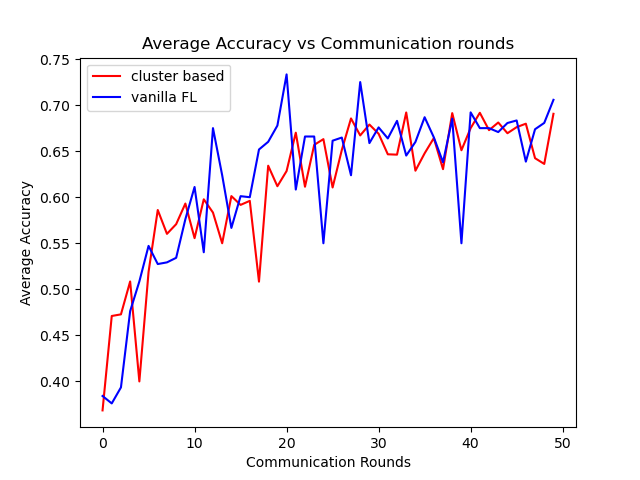 Average Accuracy vs Communication rounds
cluster based
vanilla FL
0.75
0.70
0.65
0.60
0.55
0.50
0.45
0.40
Average Accuracy
0 10 20 30 40 50
Communication Rounds